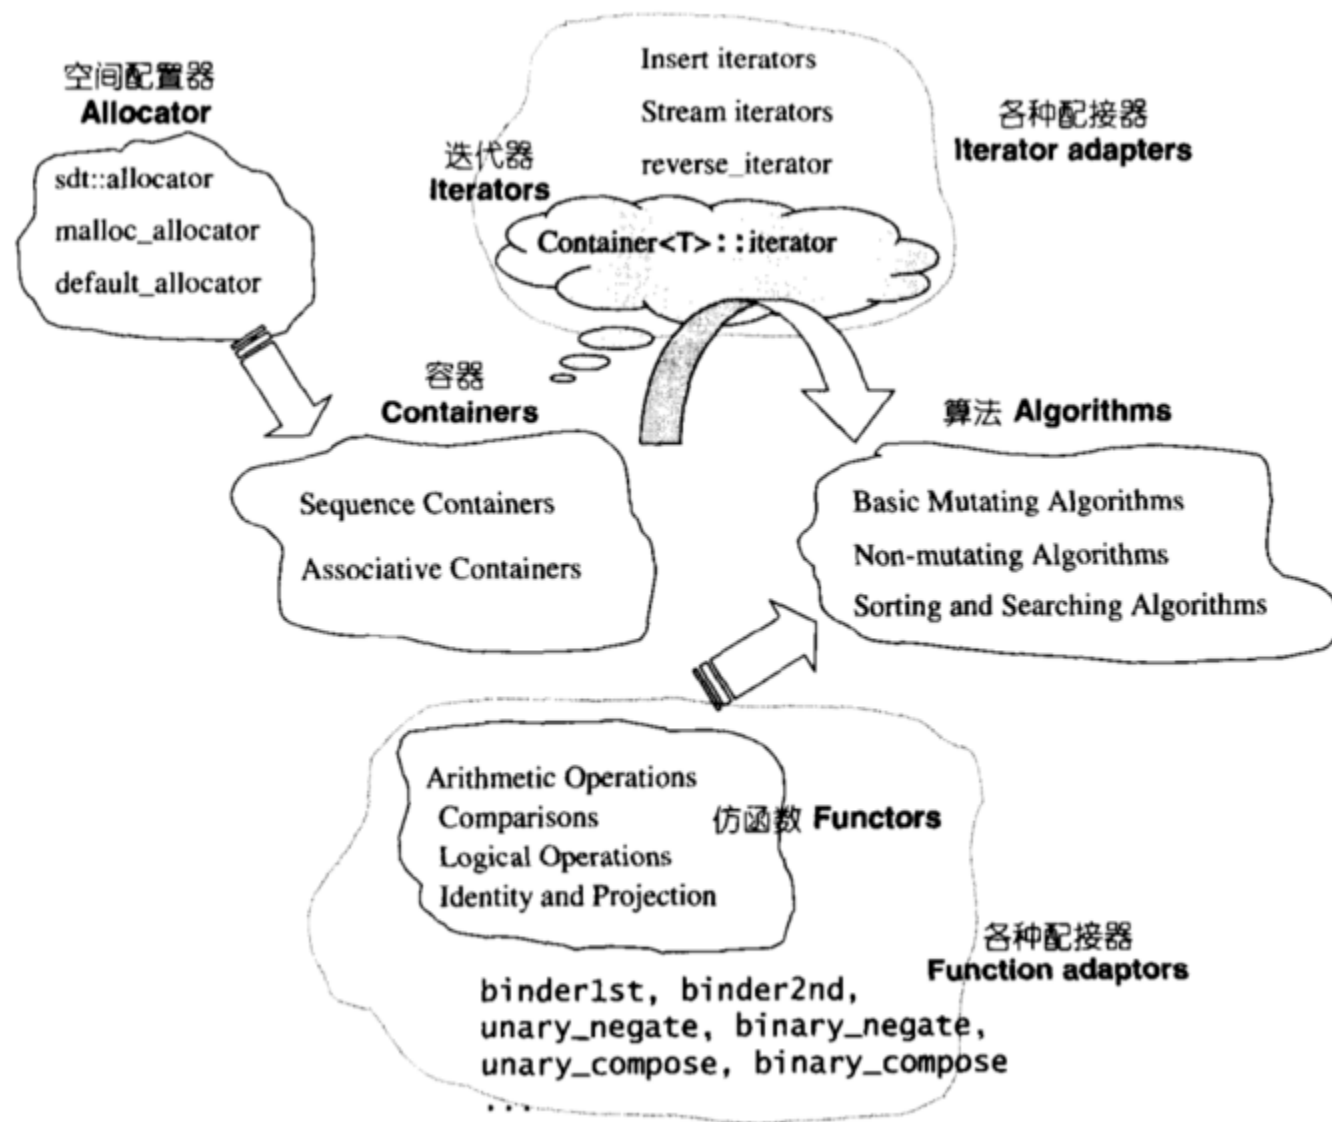 空间配置器
Allocator
sdt::allocator
malloc_allocator
default_allocator
Insert iterators
Stream iterators
reverse_iterator
迭代器
Iterators
各种配接器
Iterator adapters
Container<T>::iterator
容器
Containers
Sequence Containers
Associative Containers
算法 Algorithms
Basic Mutating Algorithms
Non-mutating Algorithms
Sorting and Searching Algorithms
Arithmetic Operations
Comparisons
Logical Operations
Identity and Projection
仿函数 Functors
各种配接器
Function adaptors
binder1st, binder2nd,
unary_negate, binary_negate,
unary_compose, binary_compose
...